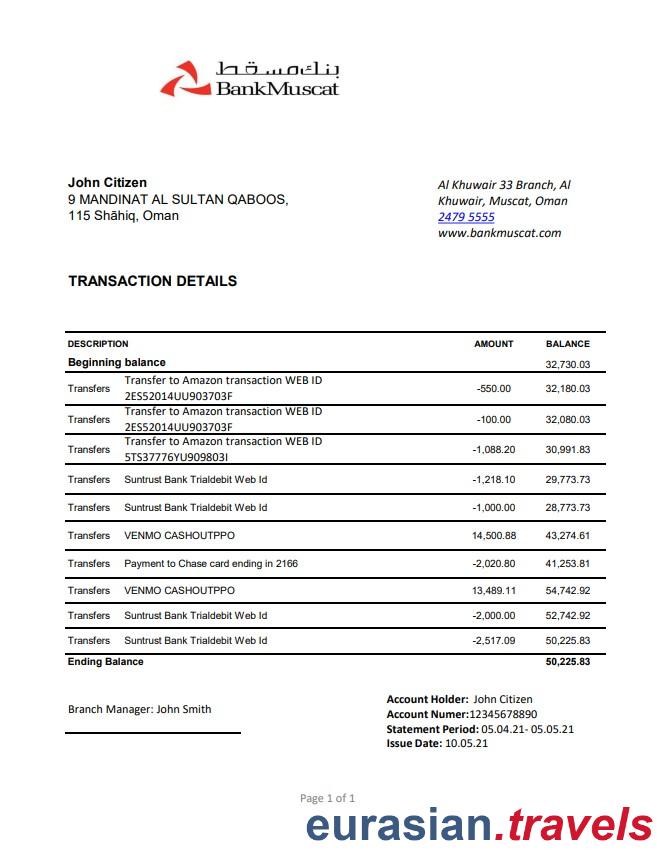 بنك مسقط
BankMuscat
John Citizen
9 MANDINAT AL SULTAN QABOOS,
115 Shāhiq, Oman
Al Khuwair 33 Branch, Al
Khuwair, Muscat, Oman
2479 5555
www.bankmuscat.com
TRANSACTION DETAILS
DESCRIPTION AMOUNT BALANCE
Beginning balance 32,730.03
Transfers Transfer to Amazon transaction WEB ID
2ES52014UU903703F -550.00 32,180.03
Transfers Transfer to Amazon transaction WEB ID
2ES52014UU903703F -100.00 32,080.03
Transfers Transfer to Amazon transaction WEB ID
5TS37776YU909803I -1,088.20 30,991.83
Transfers Suntrust Bank Trialdebit Web Id -1,218.10 29,773.73
Transfers Suntrust Bank Trialdebit Web Id -1,000.00 28,773.73
Transfers VENMO CASHOUTPPO 14,500.88 43,274.61
Transfers Payment to Chase card ending in 2166 -2,020.80 41,253.81
Transfers VENMO CASHOUTPPO 13,489.11 54,742.92
Transfers Suntrust Bank Trialdebit Web Id -2,000.00 52,742.92
Transfers Suntrust Bank Trialdebit Web Id -2,517.09 50,225.83
Ending Balance 50,225.83
Branch Manager: John Smith
Account Holder: John Citizen
Account Numer:12345678890
Statement Period: 05.04.21- 05.05.21
Issue Date: 10.05.21
Page 1 of 1
eurasian.travels